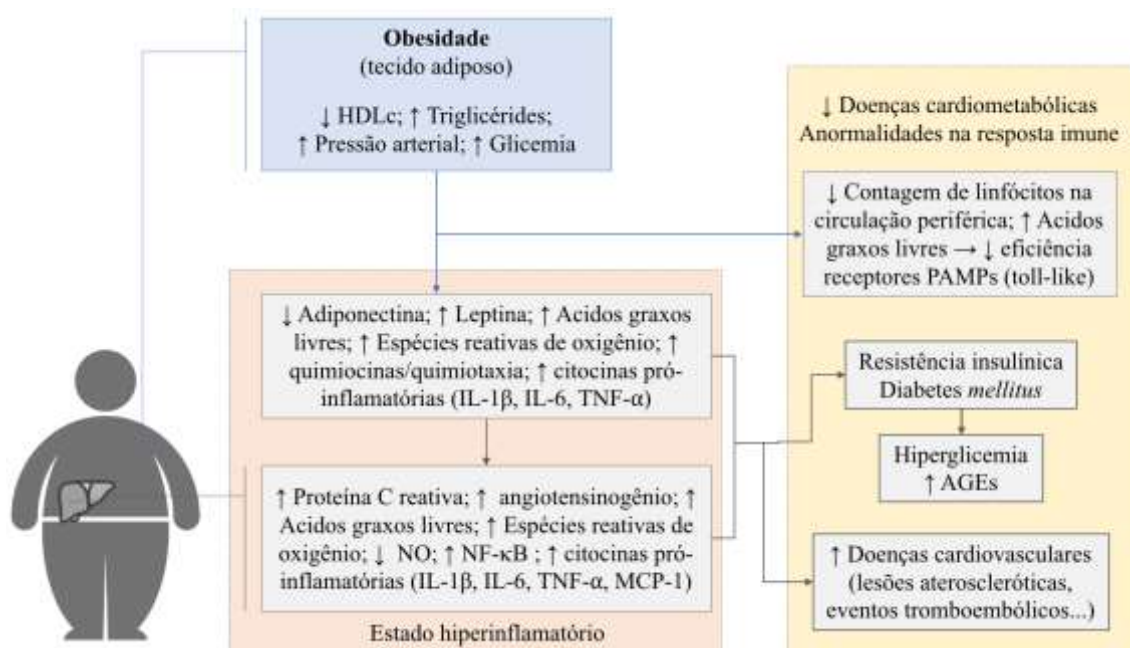 Obesidade
(tecido adiposo)
↓ HDLc; ↑ Triglicérides;
↑ Pressão arterial; ↑ Glicemia
↓ Doenças cardiometabólicas
Anormalidades na resposta imune
↓ Contagem de linfócitos na
circulação periférica; ↑ Acidos
graxos livres → ↓ eficiência
receptores PAMPs (toll-like)
↓ Adiponectina; ↑ Leptina; ↑ Acidos graxos
livres; ↑ Espécies reativas de oxigênio; ↑
quimiocinas/quimiotaxia; ↑ citocinas pró-
inflamatórias (IL-1β, IL-6, TNF-α)
↑ Proteína C reativa; ↑ angiotensinogênio; ↑
Acidos graxos livres; ↑ Espécies reativas de
oxigênio; ↓ NO; ↑ NF-κB ; ↑ citocinas pró-
inflamatórias (IL-1β, IL-6, TNF-α, MCP-1)
Estado hiperinflamatório
Resistência insulínica
Diabetes mellitus
Hiperglicemia
↑ AGEs
↑ Doenças cardiovasculares
(lesões ateroscleróticas,
eventos tromboembólicos...)